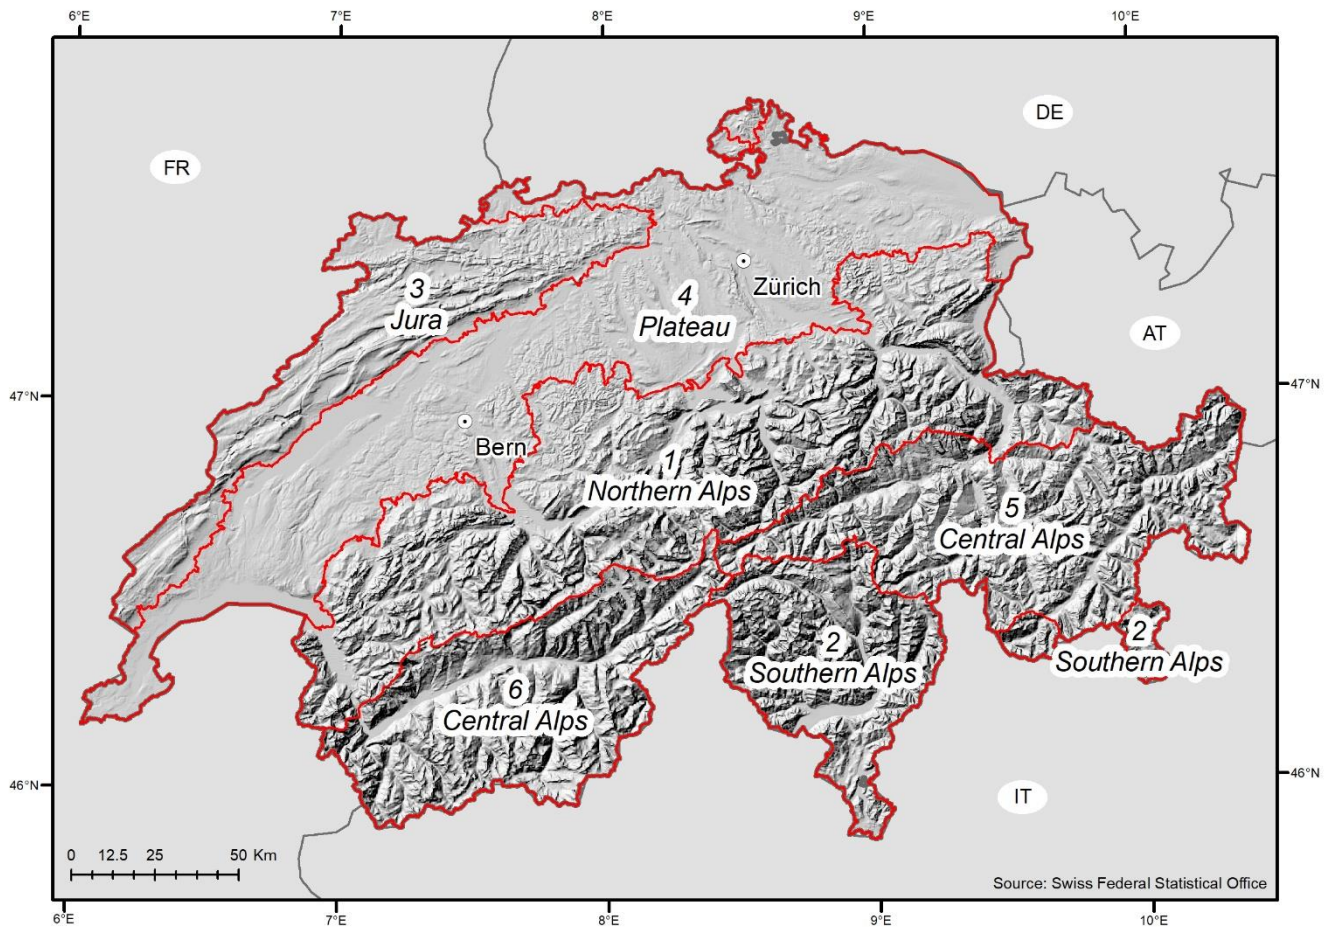 6°E
7°E
8°E
9°E
10°E
DE
FR
Zürich
3
Jura
4
Plateau
AT
47°N
47°N
Bern
1
Northern Alps
5
Central Alps
2
Southern Alps
2
Southern Alps
6
Central Alps
46°N
46°N
IT
0 12.5 25 50 Km
Source: Swiss Federal Statistical Office
6°E
7°E
8°E
9°E
10°E